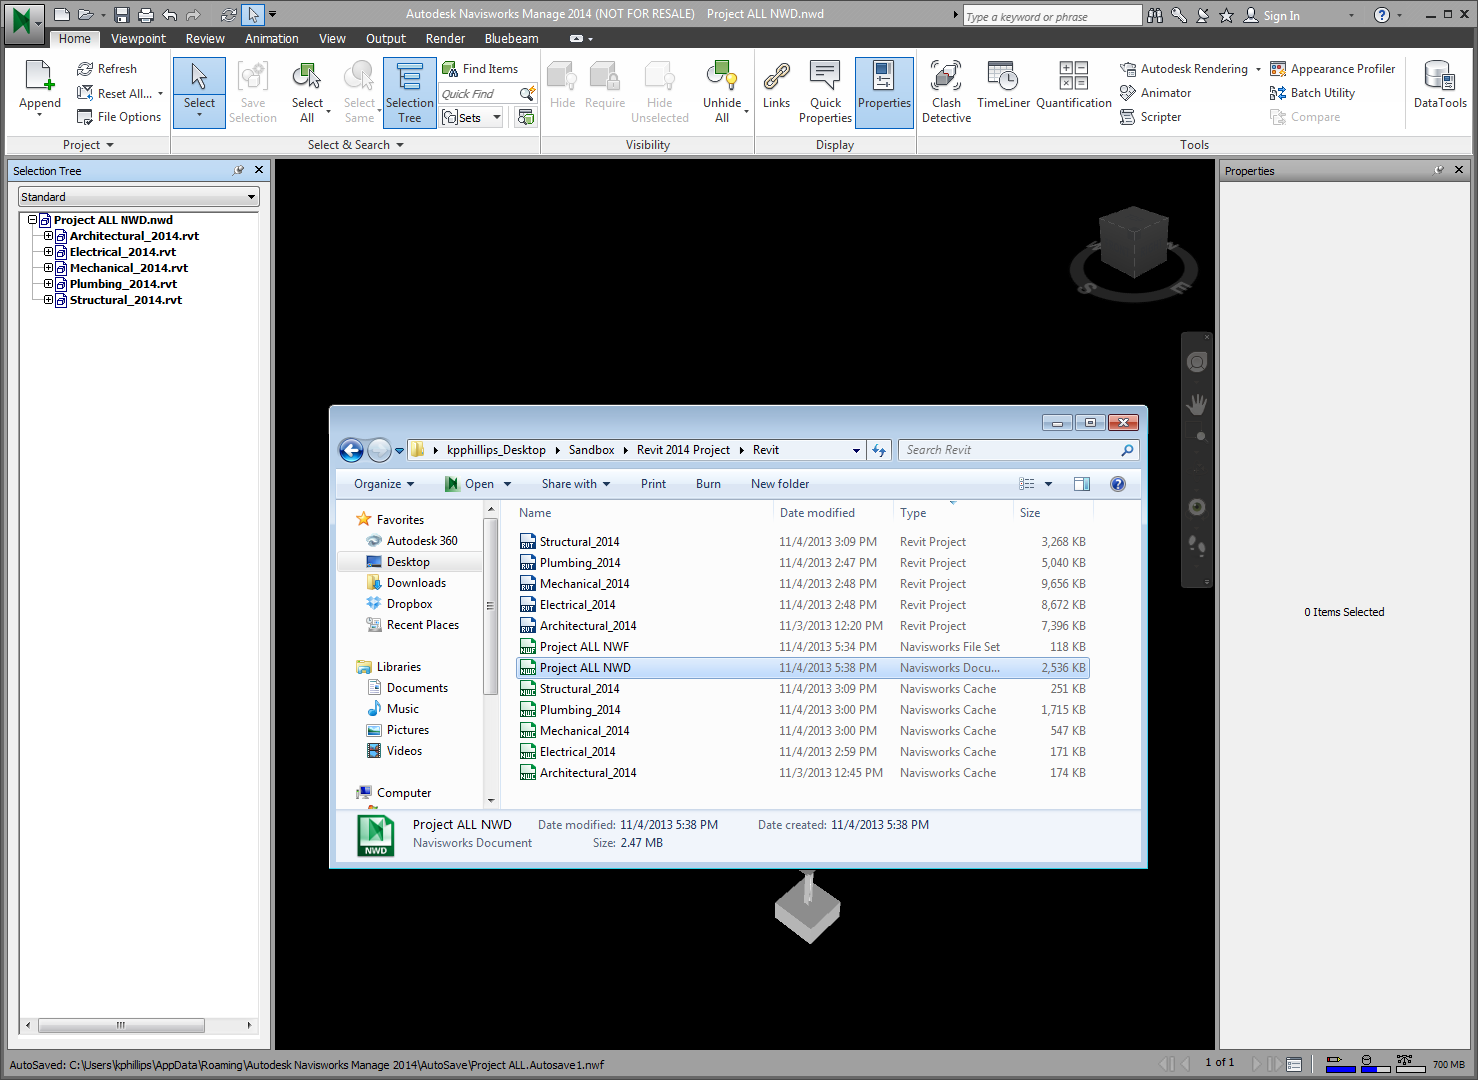 Autodesk Navisworks Manage 2014 (NOT FOR RESALE) Project ALL NWD.nwd
Type a keyword or phrase
Sign In
Home Viewpoint Review Animation View Output Render Bluebeam
Append
Refresh
Reset All...
File Options
Project
Select
Save Selection
Select All
Select Same
Selection Tree
Find Items
Quick Find
Sets
Select & Search
Hide
Require
Hide Unselected
Unhide All
Visibility
Links
Quick Properties
Properties
Display
Clash Detective
TimeLiner
Quantification
Autodesk Rendering
Animator
Scripter
Appearance Profiler
Batch Utility
Compare
Tools
DataTools
Selection Tree
Standard
Project ALL NWD.nwd
Architectural_2014.rvt
Electrical_2014.rvt
Mechanical_2014.rvt
Plumbing_2014.rvt
Structural_2014.rvt
S E
kpphillips_Desktop Sandbox Revit 2014 Project Revit
Search Revit
Organize Open Share with Print Burn New folder
Favorites
Autodesk 360
Desktop
Downloads
Dropbox
Recent Places
Libraries
Documents
Music
Pictures
Videos
Computer
Name Date modified Type Size
Structural_2014 11/4/2013 3:09 PM Revit Project 3,268 KB
Plumbing_2014 11/4/2013 2:47 PM Revit Project 5,040 KB
Mechanical_2014 11/4/2013 2:48 PM Revit Project 9,656 KB
Electrical_2014 11/4/2013 2:48 PM Revit Project 8,672 KB
Architectural_2014 11/3/2013 12:20 PM Revit Project 7,396 KB
Project ALL NWF 11/4/2013 5:34 PM Navisworks File Set 118 KB
Project ALL NWD 11/4/2013 5:38 PM Navisworks Docu... 2,536 KB
Structural_2014 11/4/2013 3:09 PM Navisworks Cache 251 KB
Plumbing_2014 11/4/2013 3:00 PM Navisworks Cache 1,715 KB
Mechanical_2014 11/4/2013 3:00 PM Navisworks Cache 547 KB
Electrical_2014 11/4/2013 2:59 PM Navisworks Cache 171 KB
Architectural_2014 11/3/2013 12:45 PM Navisworks Cache 174 KB
NWD
Project ALL NWD Date modified: 11/4/2013 5:38 PM Date created: 11/4/2013 5:38 PM
Navisworks Document Size: 2.47 MB
Properties
0 Items Selected
AutoSaved: C:\Users\kphillips\AppData\Roaming\Autodesk Navisworks Manage 2014\AutoSave\Project ALL.Autosave1.nwf
1 of 1
700 MB